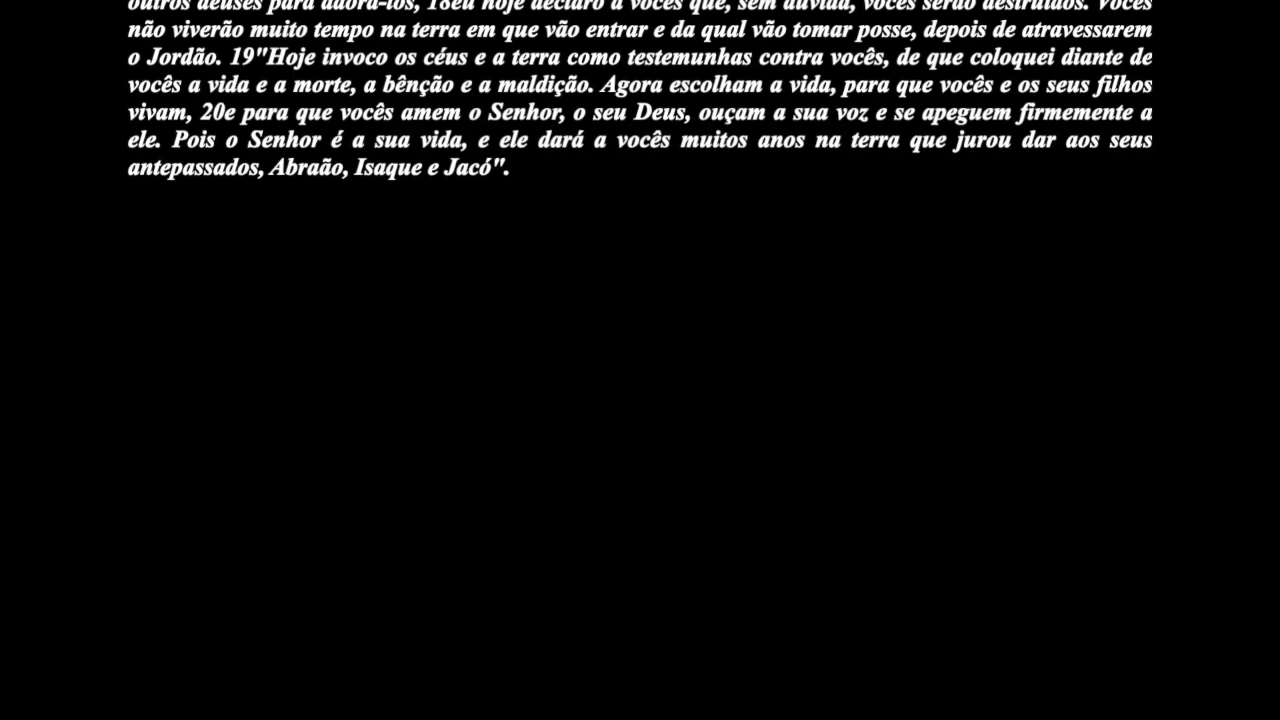 outros deuses para adorá-los, 18eu hoje declaro a vocês que, sem dúvida, vocês serão destruídos. Vocês
não viverão muito tempo na terra em que vão entrar e da qual vão tomar posse, depois de atravessarem
o Jordão. 19"Hoje invoco os céus e a terra como testemunhas contra vocês, de que coloquei diante de
vocês a vida e a morte, a bênção e a maldição. Agora escolham a vida, para que vocês e os seus filhos
vivam, 20e para que vocês amem o Senhor, o seu Deus, ouçam a sua voz e se apeguem firmemente a
ele. Pois o Senhor é a sua vida, e ele dará a vocês muitos anos na terra que jurou dar aos seus
antepassados, Abraão, Isaque e Jacó".